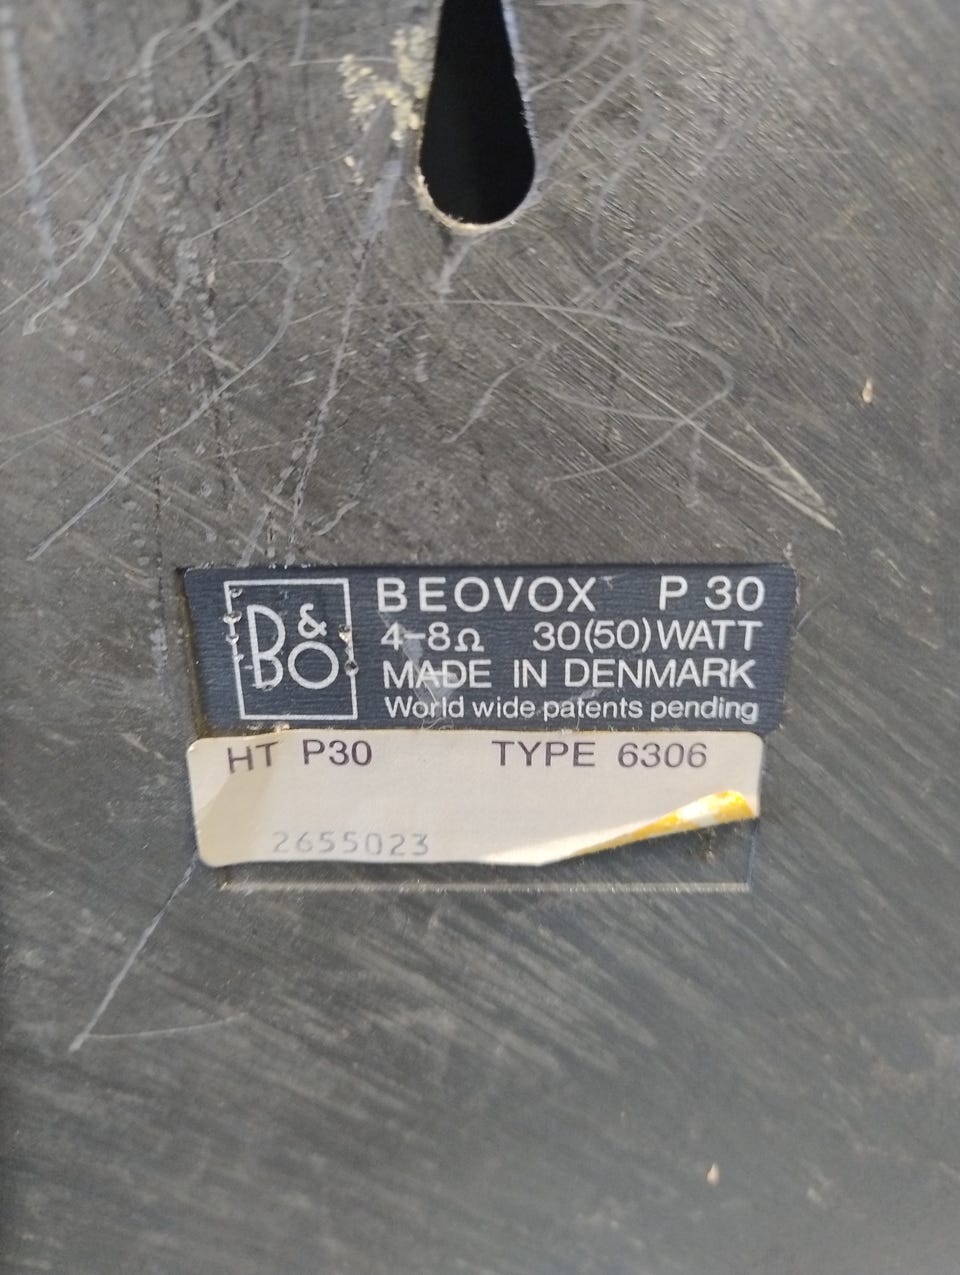 B&O
BEOVOX P 30
4-8Ω 30(50)WATT
MADE IN DENMARK
World wide patents pending
HT P30 TYPE 6306
2655023